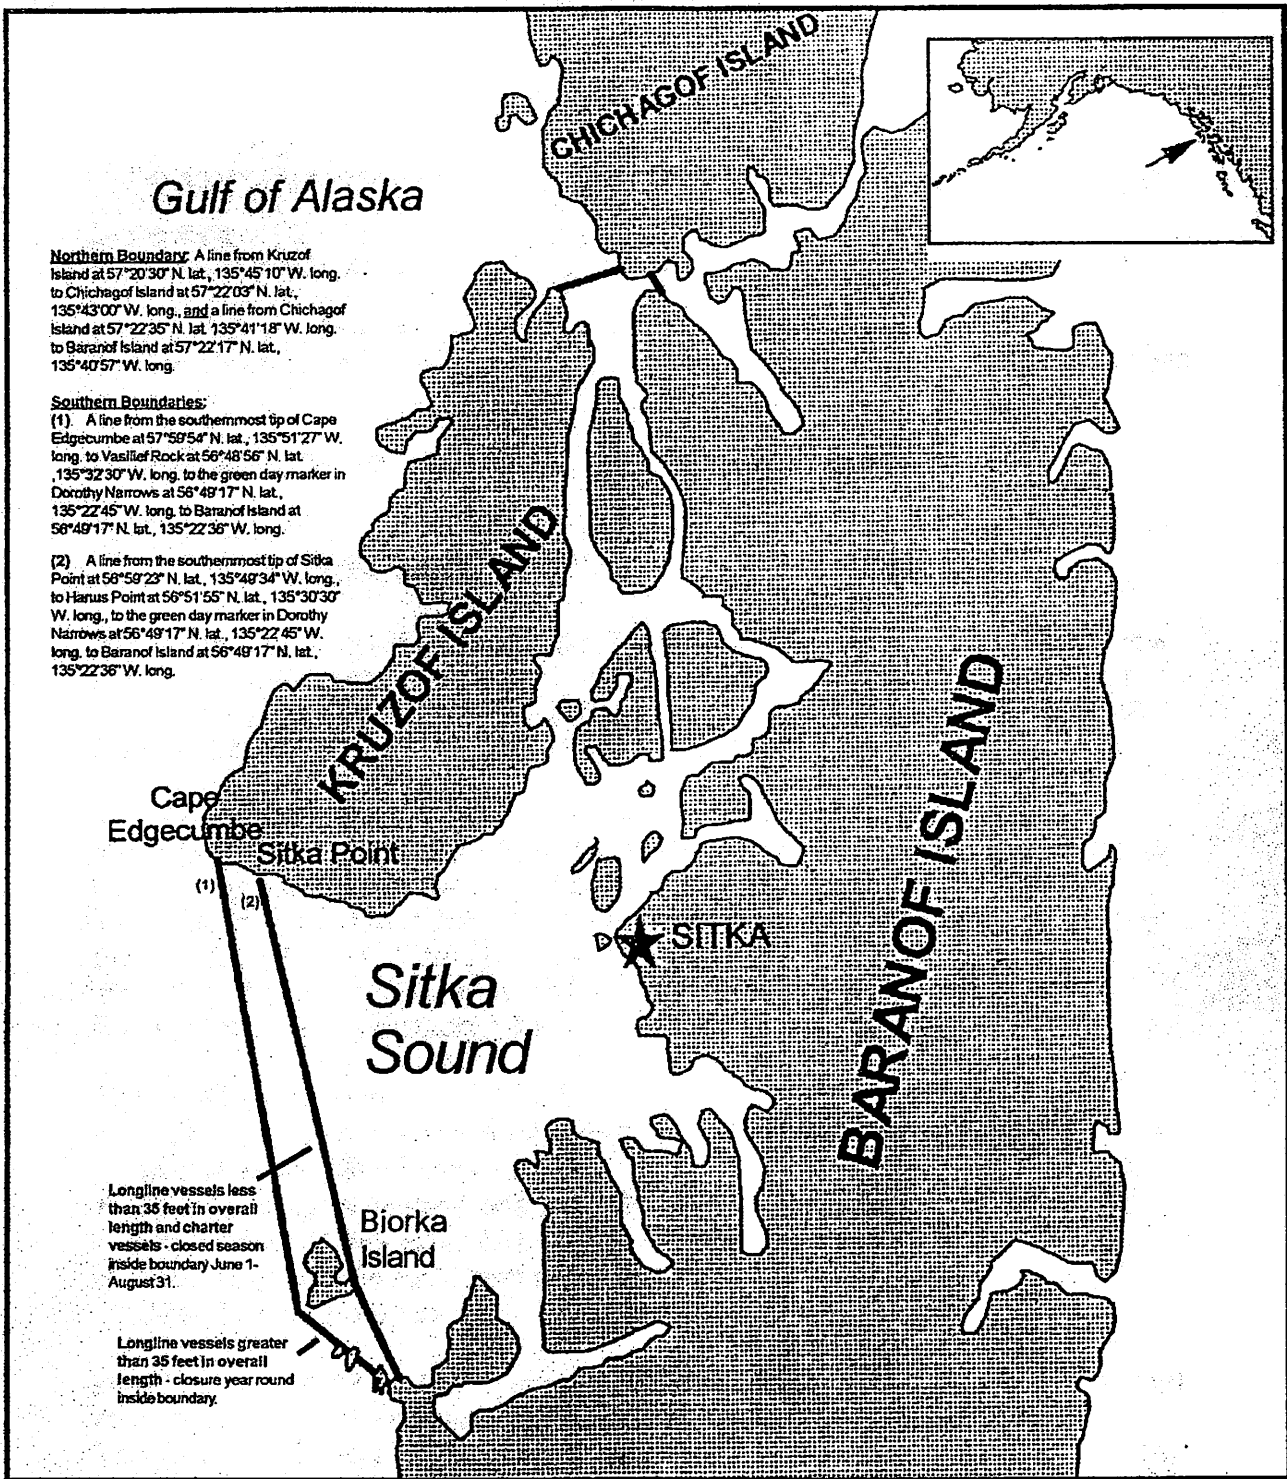 CHICHAGOF ISLAND
Gulf of Alaska
Northern Boundary: A line from Kruzof
Island at 57°20'30" N. lat., 135°45'10" W. long.
to Chichagof Island at 57°22'03" N. lat.,
135°43'00" W. long., and a line from Chichagof
Island at 57°22'35" N. lat. 135°41'18" W. long.
to Baranof Island at 57°22'17" N. lat.,
135°40'57" W. long.
Southern Boundaries:
(1) A line from the southernmost tip of Cape
Edgecumbe at 57°59'54" N. lat., 135°51'27" W.
long. to Vasilief Rock at 56°48'56" N. lat.
,135°32'30" W. long. to the green day marker in
Dorothy Narrows at 56°49'17" N. lat.,
135°22'45" W. long. to Baranof Island at
56°49'17" N. lat., 135°22'36" W. long.
(2) A line from the southernmost tip of Sitka
Point at 56°59'23" N. lat., 135°49'34" W. long.,
to Hanus Point at 56°51'55" N. lat., 135°30'30"
W. long., to the green day marker in Dorothy
Narrows at 56°49'17" N. lat., 135°22'45" W.
long. to Baranof Island at 56°49'17" N. lat.,
135°22'36" W. long.
KRUZOF ISLAND
BARANOF ISLAND
Cape
Edgecumbe
Sitka Point
(1)
(2)
SITKA
Sitka
Sound
Longline vessels less
than 35 feet in overall
length and charter
vessels - closed season
inside boundary June 1-
August 31.
Biorka
Island
Longline vessels greater
than 35 feet in overall
length - closure year round
inside boundary.